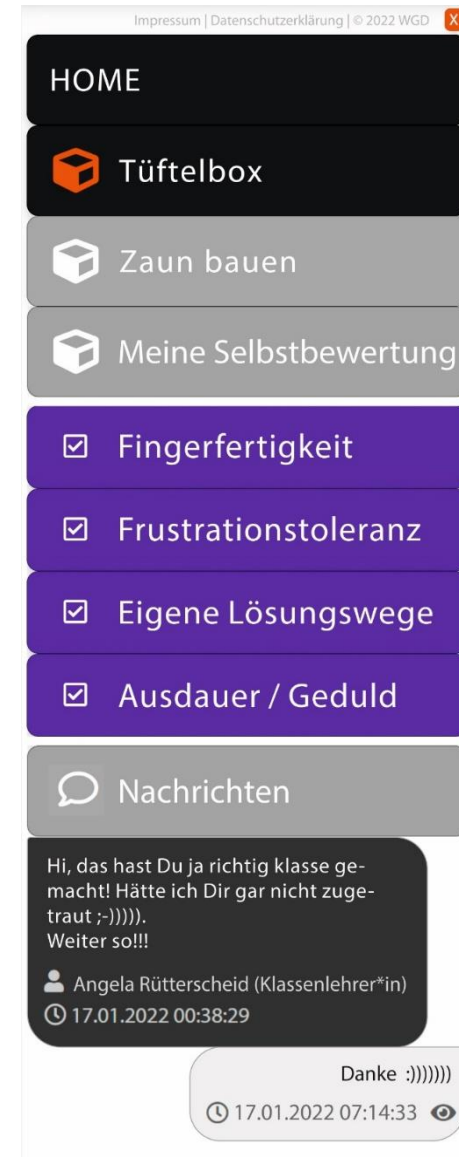 Impressum | Datenschutzerklärung | © 2022 WGD X
HOME
Tüftelbox
Zaun bauen
Meine Selbstbewertung
Fingerfertigkeit
Frustrationstoleranz
Eigene Lösungswege
Ausdauer / Geduld
Nachrichten
Hi, das hast Du ja richtig klasse ge-
macht! Hätte ich Dir gar nicht zuge-
traut ;-))))).
Weiter so!!!
Angela Rütterscheid (Klassenlehrer*in)
17.01.2022 00:38:29
Danke :)))))))
17.01.2022 07:14:33